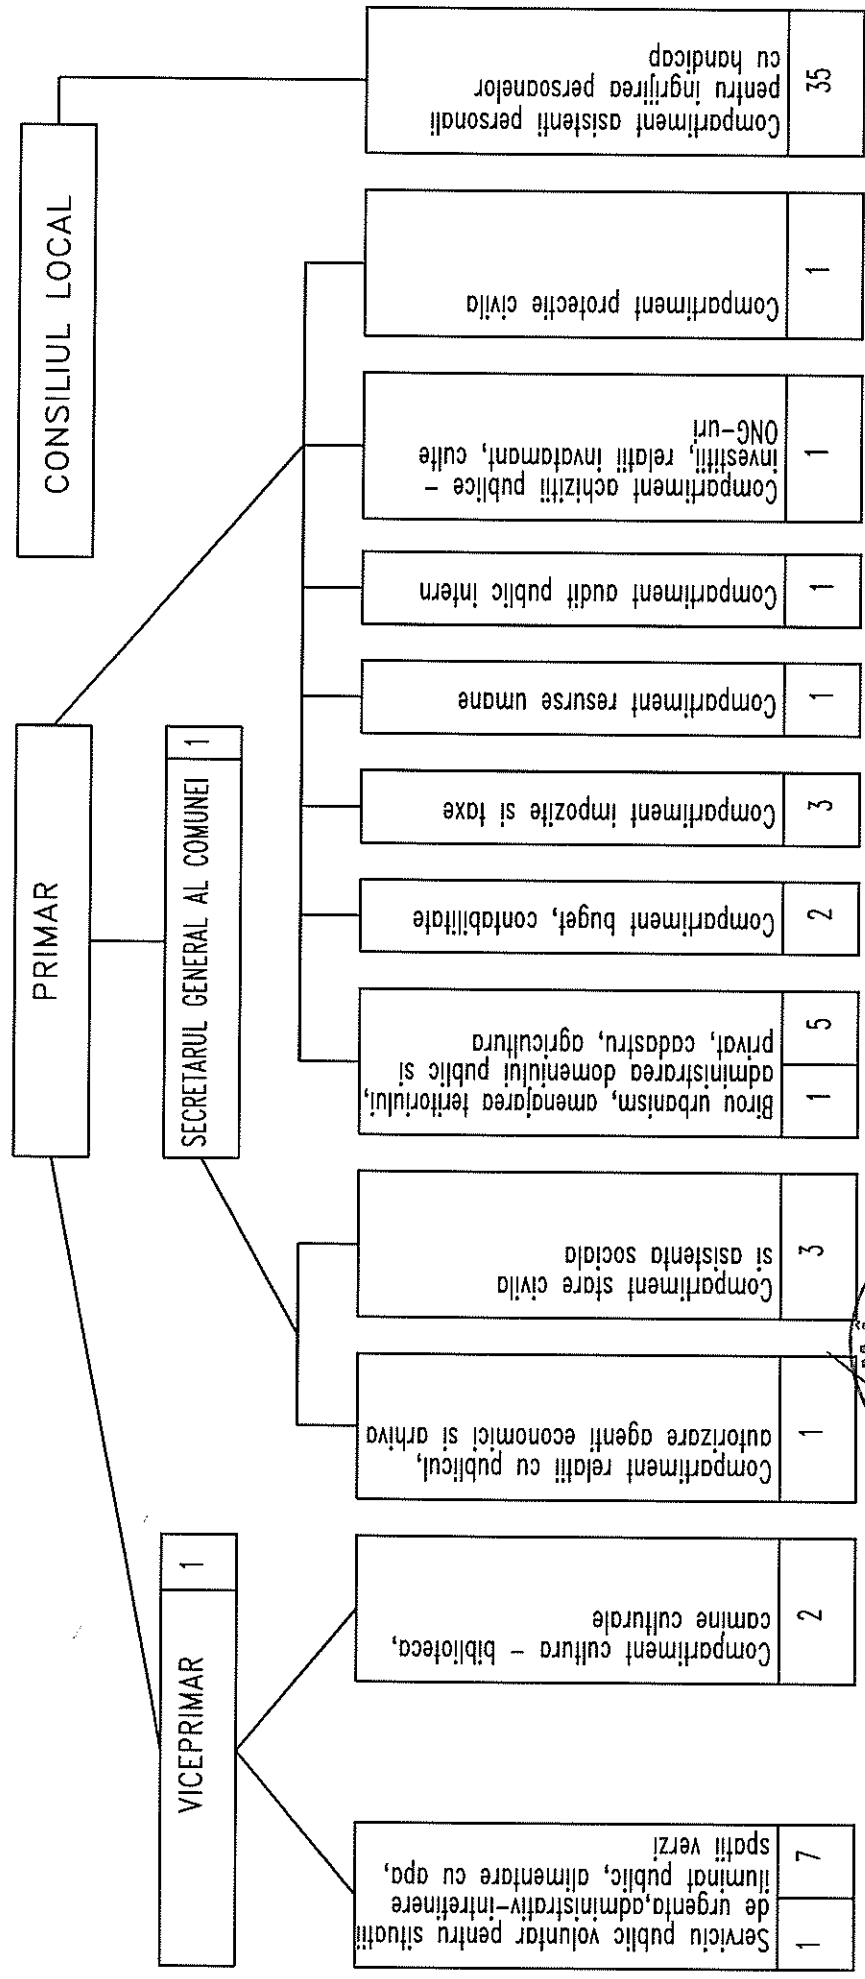 CONSILIUL LOCAL
PRIMAR
SECRETARUL GENERAL AL COMUNEI
1
VICEPRIMAR
1
Serviciu public voluntar pentru situatii
de urgenta,administrativ-intretinere
iluminat public, alimentare cu apa,
spatii verzi
1
7
Compartiment cultura - biblioteca,
camine culturale
2
Compartiment relatii cu publicul,
autorizare agenti economici si arhiva
1
Compartiment stare civila
si asistenta sociala
3
Birou urbanism, amenajarea teritoriului,
administrarea domeniului public si
privat, cadastru, agricultura
1
5
Compartiment buget, contabilitate
2
Compartiment impozite si taxe
3
Compartiment resurse umane
1
Compartiment audit public intern
1
Compartiment achizitii publice -
investitii, relatii invatamant, culte
ONG-uri
1
Compartiment protectie civila
1
Compartiment asistenti personali
pentru ingrijirea persoanelor
cu handicap
35